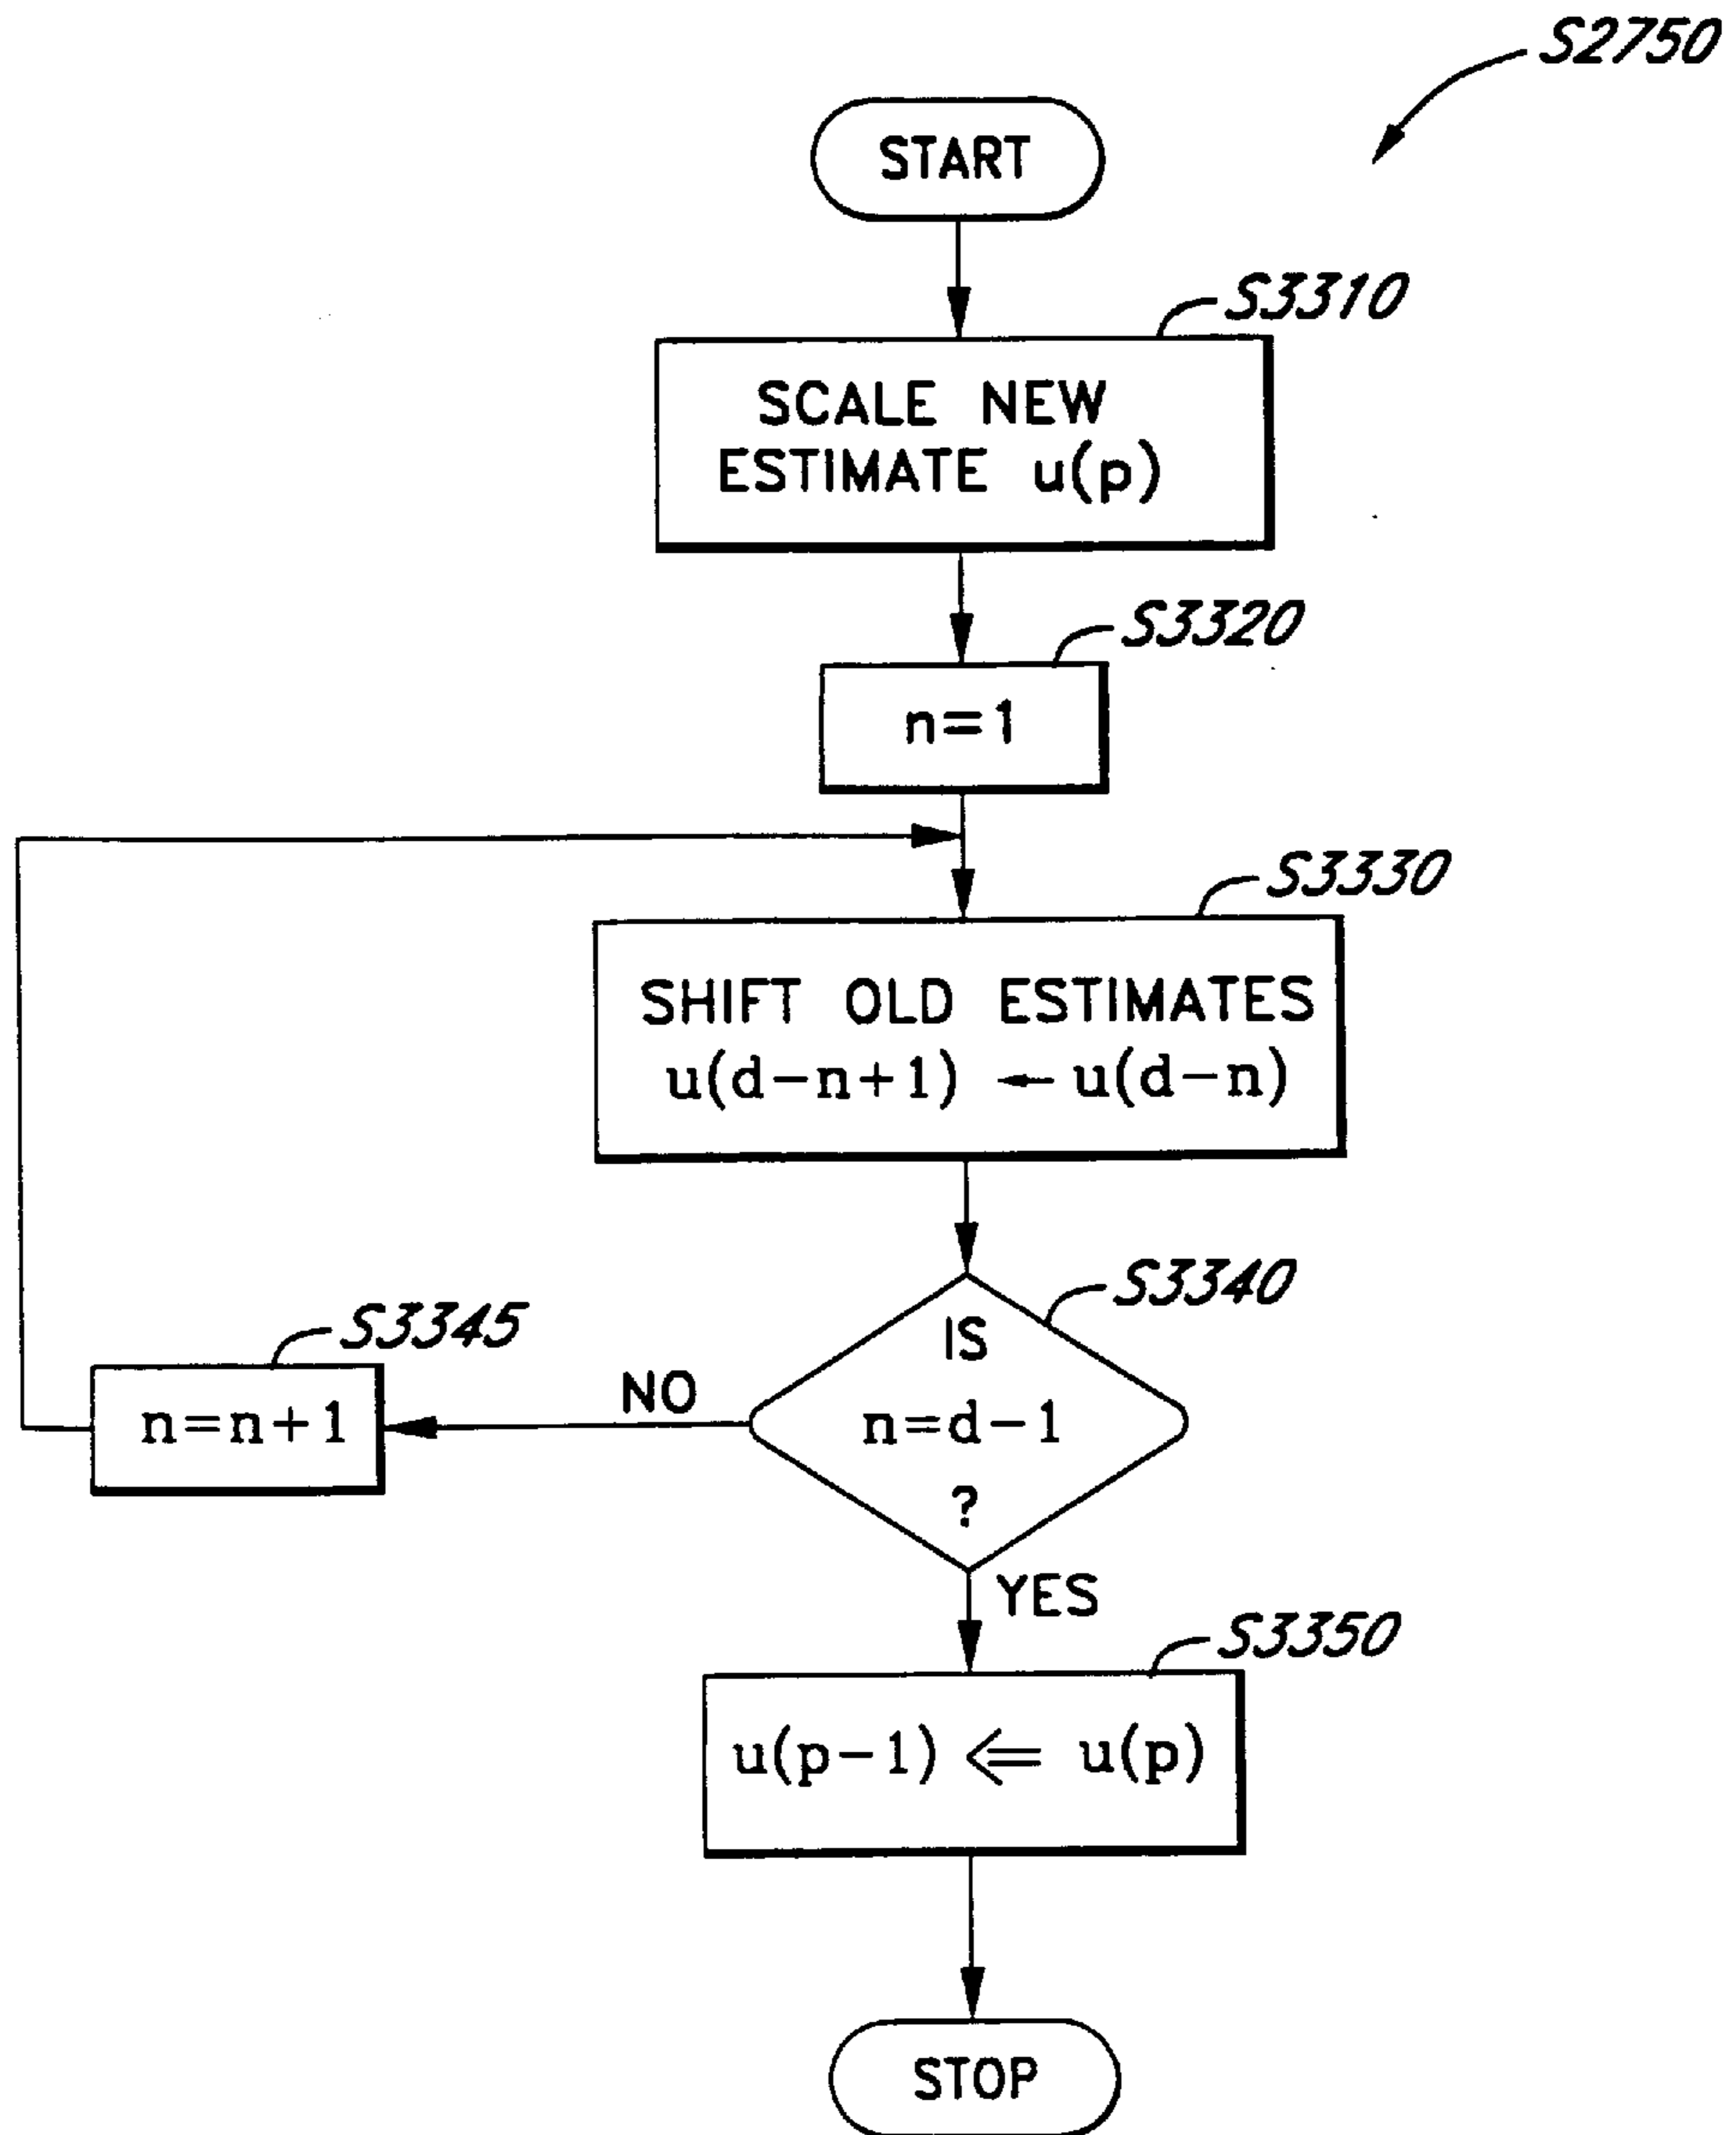 S2750
START
S3310
SCALE NEW
ESTIMATE u(p)
S3320
n=1
S3330
SHIFT OLD ESTIMATES
u(d-n+1) ← u(d-n)
S3340
IS
n=d-1
?
S3345
n=n+1
NO
YES
S3350
u(p-1) ⇐ u(p)
STOP